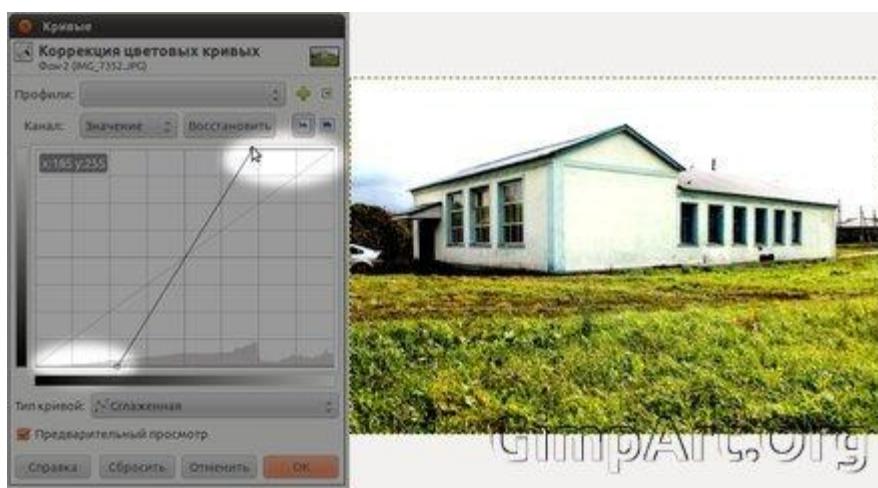 Кривые
Коррекция цветовых кривых
Фон-2 (IMG_7352.JPG)
Профили:
Канал: Значение Восстановить
x:185 y:255
Тип кривой: Сглаженная
Предварительный просмотр
Справка Сбросить Отменить ОК
GimpArt.Org